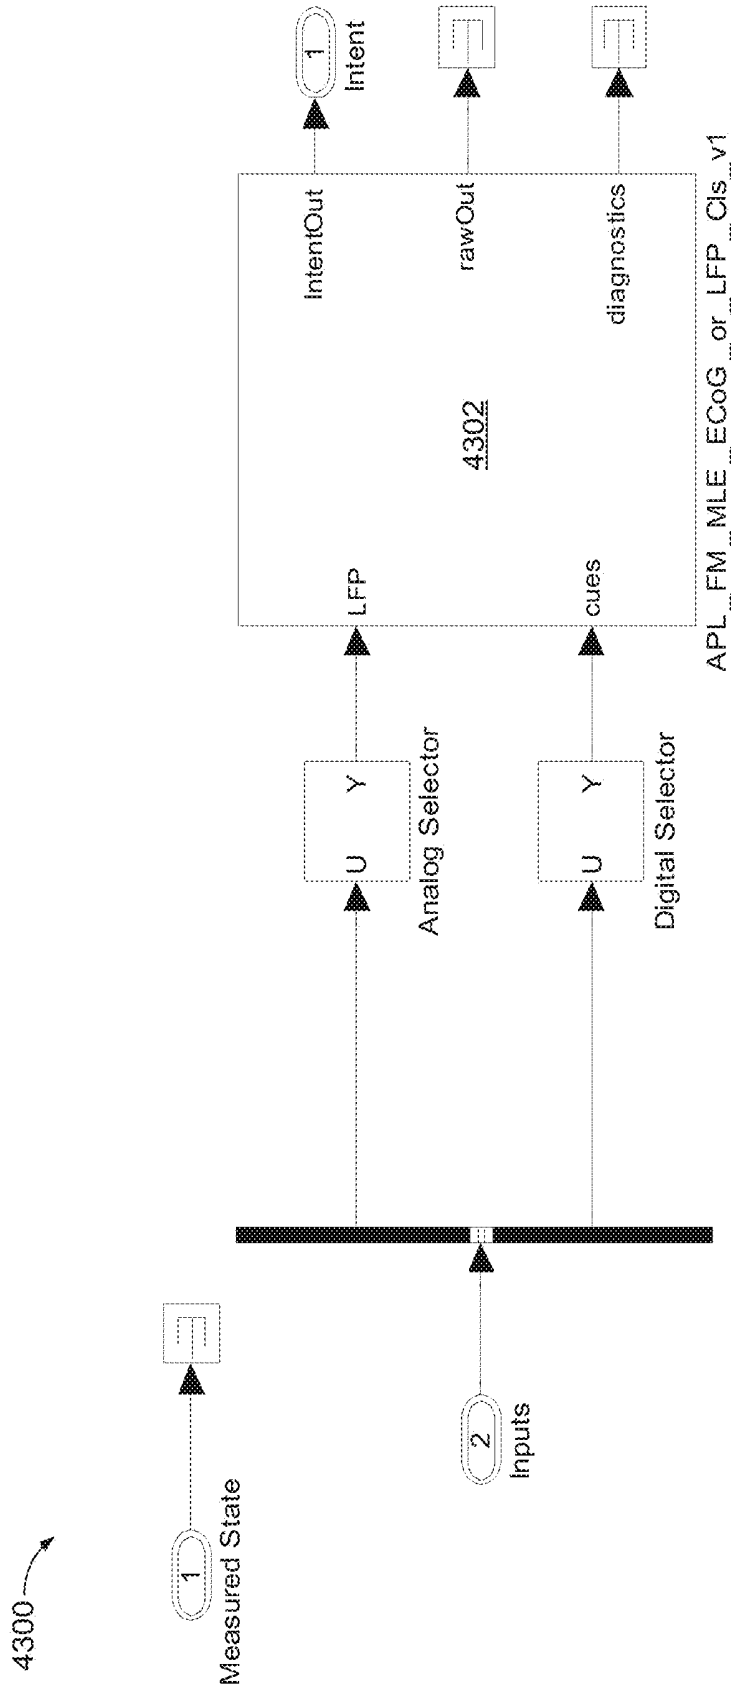 4300
1
Measured State
2
Inputs
U Y
Analog Selector
U Y
Digital Selector
LFP
cues
4302
IntentOut
rawOut
diagnostics
1
Intent
APL_FM_MLE_ECoG_or_LFP_Cls_v1